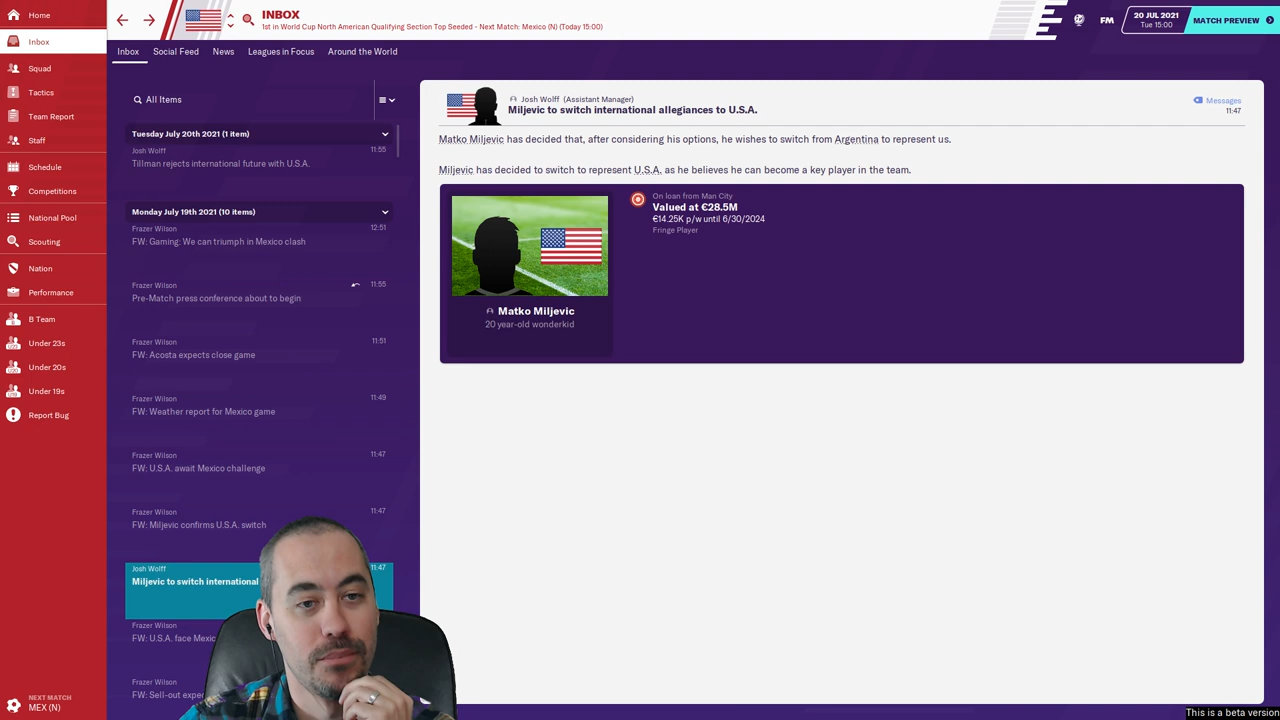 Home
Inbox
Squad
Tactics
Team Report
Staff
Schedule
Competitions
National Pool
Scouting
Nation
Performance
B Team
Under 23s
Under 20s
Under 19s
Report Bug
NEXT MATCH
MEX (N)
INBOX
1st in World Cup North American Qualifying Section Top Seeded - Next Match: Mexico (N) (Today 15:00)
FM
20 JUL 2021
Tue 15:00
MATCH PREVIEW
Inbox Social Feed News Leagues in Focus Around the World
All Items
Tuesday July 20th 2021 (1 item)
Josh Wolff 11:55
Tillman rejects international future with U.S.A.
Monday July 19th 2021 (10 items)
Frazer Wilson 12:51
FW: Gaming: We can triumph in Mexico clash
Frazer Wilson 11:55
Pre-Match press conference about to begin
Frazer Wilson 11:51
FW: Acosta expects close game
Frazer Wilson 11:49
FW: Weather report for Mexico game
Frazer Wilson 11:47
FW: U.S.A. await Mexico challenge
Frazer Wilson 11:47
FW: Miljevic confirms U.S.A. switch
Josh Wolff 11:47
Miljevic to switch international
Frazer Wilson
FW: U.S.A. face Mexic
Frazer Wilson
FW: Sell-out exper
Josh Wolff (Assistant Manager)
Miljevic to switch international allegiances to U.S.A.
Messages
11:47
Matko Miljevic has decided that, after considering his options, he wishes to switch from Argentina to represent us.
Miljevic has decided to switch to represent U.S.A. as he believes he can become a key player in the team.
Matko Miljevic
20 year-old wonderkid
On loan from Man City
Valued at €28.5M
€14.25K p/w until 6/30/2024
Fringe Player
This is a beta version